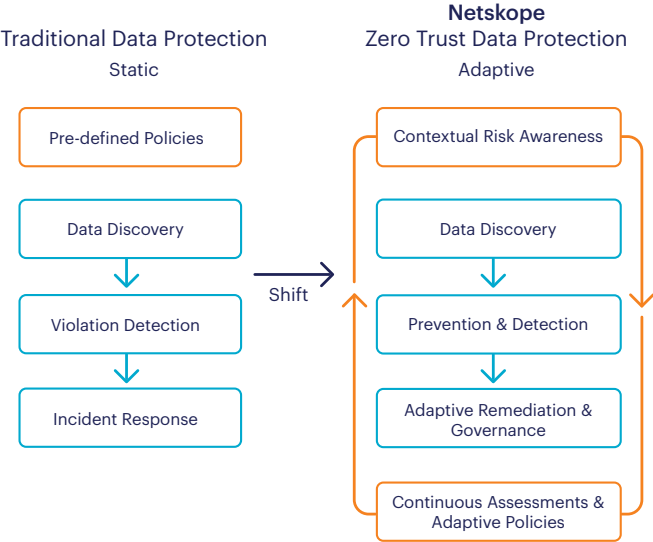 Traditional Data Protection
Static
Pre-defined Policies
Data Discovery
Violation Detection
Incident Response
Shift
Netskope
Zero Trust Data Protection
Adaptive
Contextual Risk Awareness
Data Discovery
Prevention & Detection
Adaptive Remediation &
Governance
Continuous Assessments &
Adaptive Policies